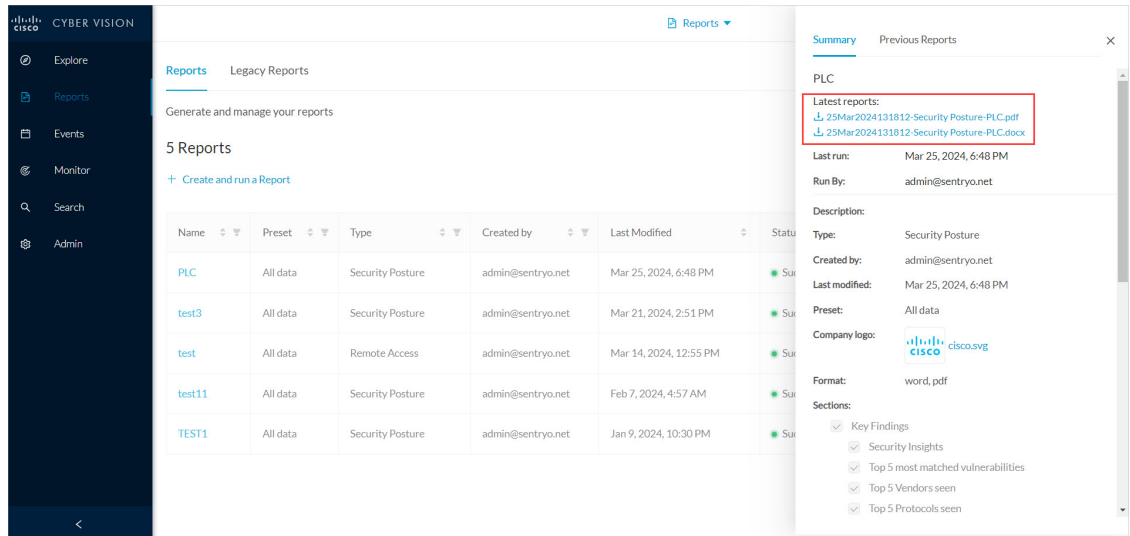 CISCO CYBER VISION
Explore
Reports
Events
Monitor
Search
Admin
Reports
Reports Legacy Reports
Generate and manage your reports
5 Reports
+ Create and run a Report
Name Preset Type Created by Last Modified Statu
PLC All data Security Posture admin@sentryo.net Mar 25, 2024, 6:48 PM Suc
test3 All data Security Posture admin@sentryo.net Mar 21, 2024, 2:51 PM Suc
test All data Remote Access admin@sentryo.net Mar 14, 2024, 12:55 PM Suc
test11 All data Security Posture admin@sentryo.net Feb 7, 2024, 4:57 AM Suc
TEST1 All data Security Posture admin@sentryo.net Jan 9, 2024, 10:30 PM Suc
Summary Previous Reports
PLC
Latest reports:
25Mar2024131812-Security Posture-PLC.pdf
25Mar2024131812-Security Posture-PLC.docx
Last run: Mar 25, 2024, 6:48 PM
Run By: admin@sentryo.net
Description:
Type: Security Posture
Created by: admin@sentryo.net
Last modified: Mar 25, 2024, 6:48 PM
Preset: All data
Company logo: CISCO cisco.svg
Format: word, pdf
Sections:
Key Findings
Security Insights
Top 5 most matched vulnerabilities
Top 5 Vendors seen
Top 5 Protocols seen